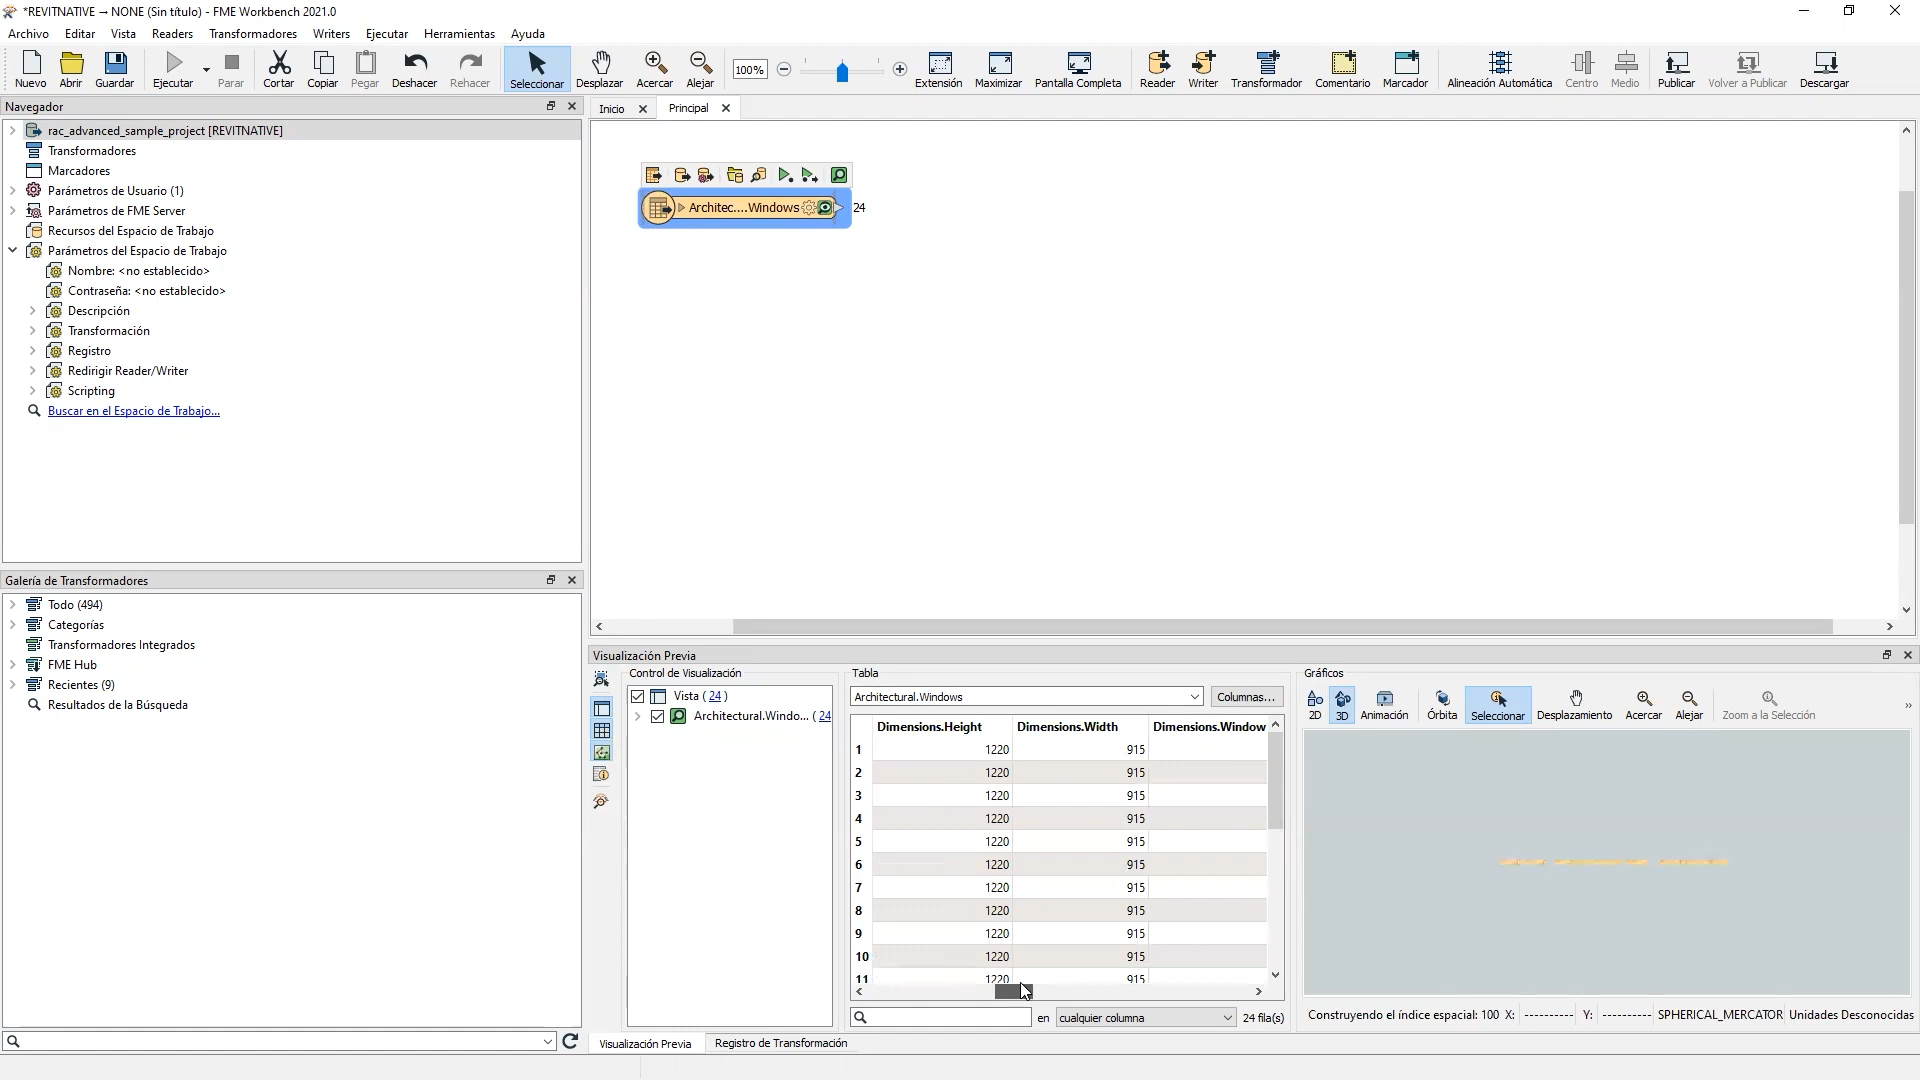 *REVITNATIVE → NONE (Sin título) - FME Workbench 2021.0
Archivo Editar Vista Readers Transformadores Writers Ejecutar Herramientas Ayuda
Nuevo Abrir Guardar Ejecutar Parar Cortar Copiar Pegar Deshacer Rehacer Seleccionar Desplazar Acercar Alejar 100% Extensión Maximizar Pantalla Completa Reader Writer Transformador Comentario Marcador Alineación Automática Centro Medio Publicar Volver a Publicar Descargar
Navegador
rac_advanced_sample_project [REVITNATIVE]
Transformadores
Marcadores
Parámetros de Usuario (1)
Parámetros de FME Server
Recursos del Espacio de Trabajo
Parámetros del Espacio de Trabajo
Nombre: <no establecido>
Contraseña: <no establecido>
Descripción
Transformación
Registro
Redirigir Reader/Writer
Scripting
Buscar en el Espacio de Trabajo...
Galería de Transformadores
Todo (494)
Categorías
Transformadores Integrados
FME Hub
Recientes (9)
Resultados de la Búsqueda
Inicio Principal
Architec....Windows 24
Visualización Previa
Control de Visualización
Vista ( 24 )
Architectural.Windo... ( 24
Tabla
Architectural.Windows Columnas...
Dimensions.Height Dimensions.Width Dimensions.Window
1 1220 915
2 1220 915
3 1220 915
4 1220 915
5 1220 915
6 1220 915
7 1220 915
8 1220 915
9 1220 915
10 1220 915
11 1220 915
en cualquier columna 24 fila(s)
Gráficos
2D 3D Animación Órbita Seleccionar Desplazamiento Acercar Alejar Zoom a la Selección »
Construyendo el índice espacial: 100 X: ---------- Y: ---------- SPHERICAL_MERCATOR Unidades Desconocidas
Visualización Previa Registro de Transformación